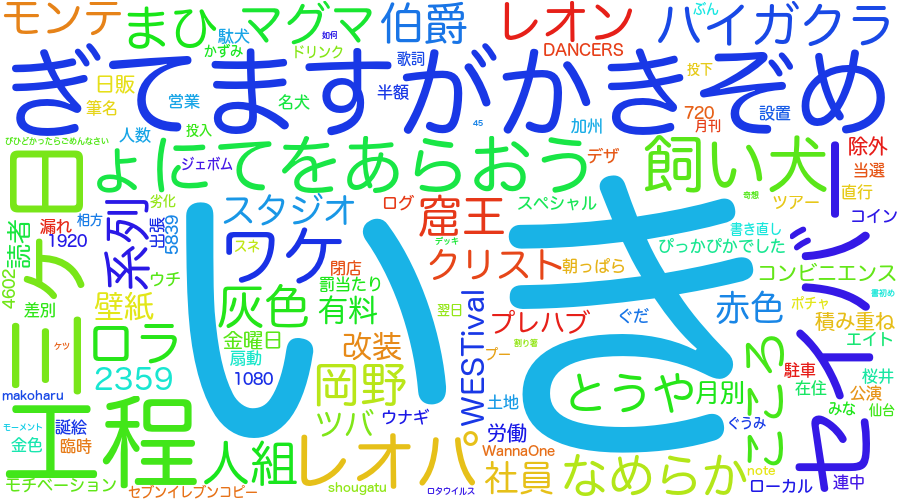 モンテ
まひ
マグマ
伯爵
レオン
ハイガクラ
ぶん
駄犬
如何
かずみ
ドリンク
歌詞
DANCERS
投下
ぎてますがかきぞめ
日販
筆名
営業
名犬
半額
45
加州
720
月刊
設置
人数
投入
びひどかったらごめんなさい
ジェボム
デザ
除外
当選
日
ょにてをあらおう
飼い犬
奇想
ツアー
直行
劣化
ログ
スペシャル
コイン
漏れ
相方
系列
出張
5839
スタジオ
窟王
書き直し
読者
1920
ワケ
スネ
デッキ
ぴっかぴかでした
セイバー
ミケ
4602
ウチ
閉店
クリスト
朝っぱら
コンビニエンス
差別
壁紙
灰色
罰当たり
有料
翌日
WESTival
プレハブ
ぐだ
赤色
ポチャ
書初め
積み重ね
ロラ
金曜日
扇動
改装
プー
割り箸
エイト
ケツ
2359
1080
岡野
いき
とうや
月別
こころ
駐車
在住
桜井
makoharu
工程
誕絵
ツバ
ウナギ
土地
公演
みな
仙台
モーメント
金色
臨時
人組
レオパ
労働
ぐうみ
WannaOne
モチベーション
セブンイレブンコピー
shougatu
ロタウイルス
社員
なめらか
note
ローカル
連中